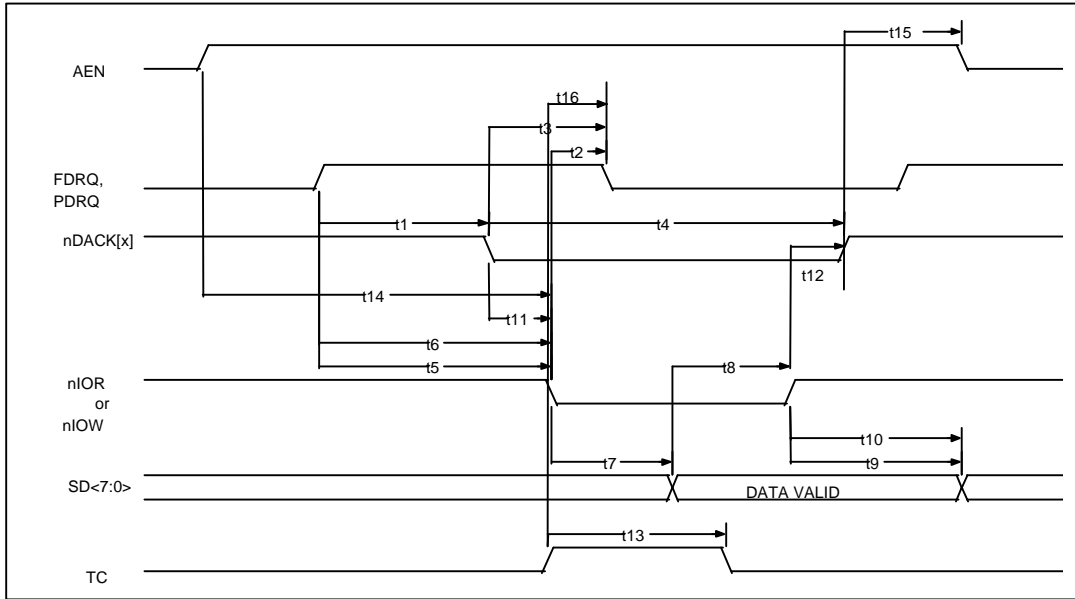 t15
AEN
t16
t3
t2
FDRQ,
PDRQ
t1
t4
nDACK[x]
t12
t14
t11
t6
t5
t8
nIOR
or
nIOW
t10
t7
t9
SD<7:0>
DATA VALID
t13
TC